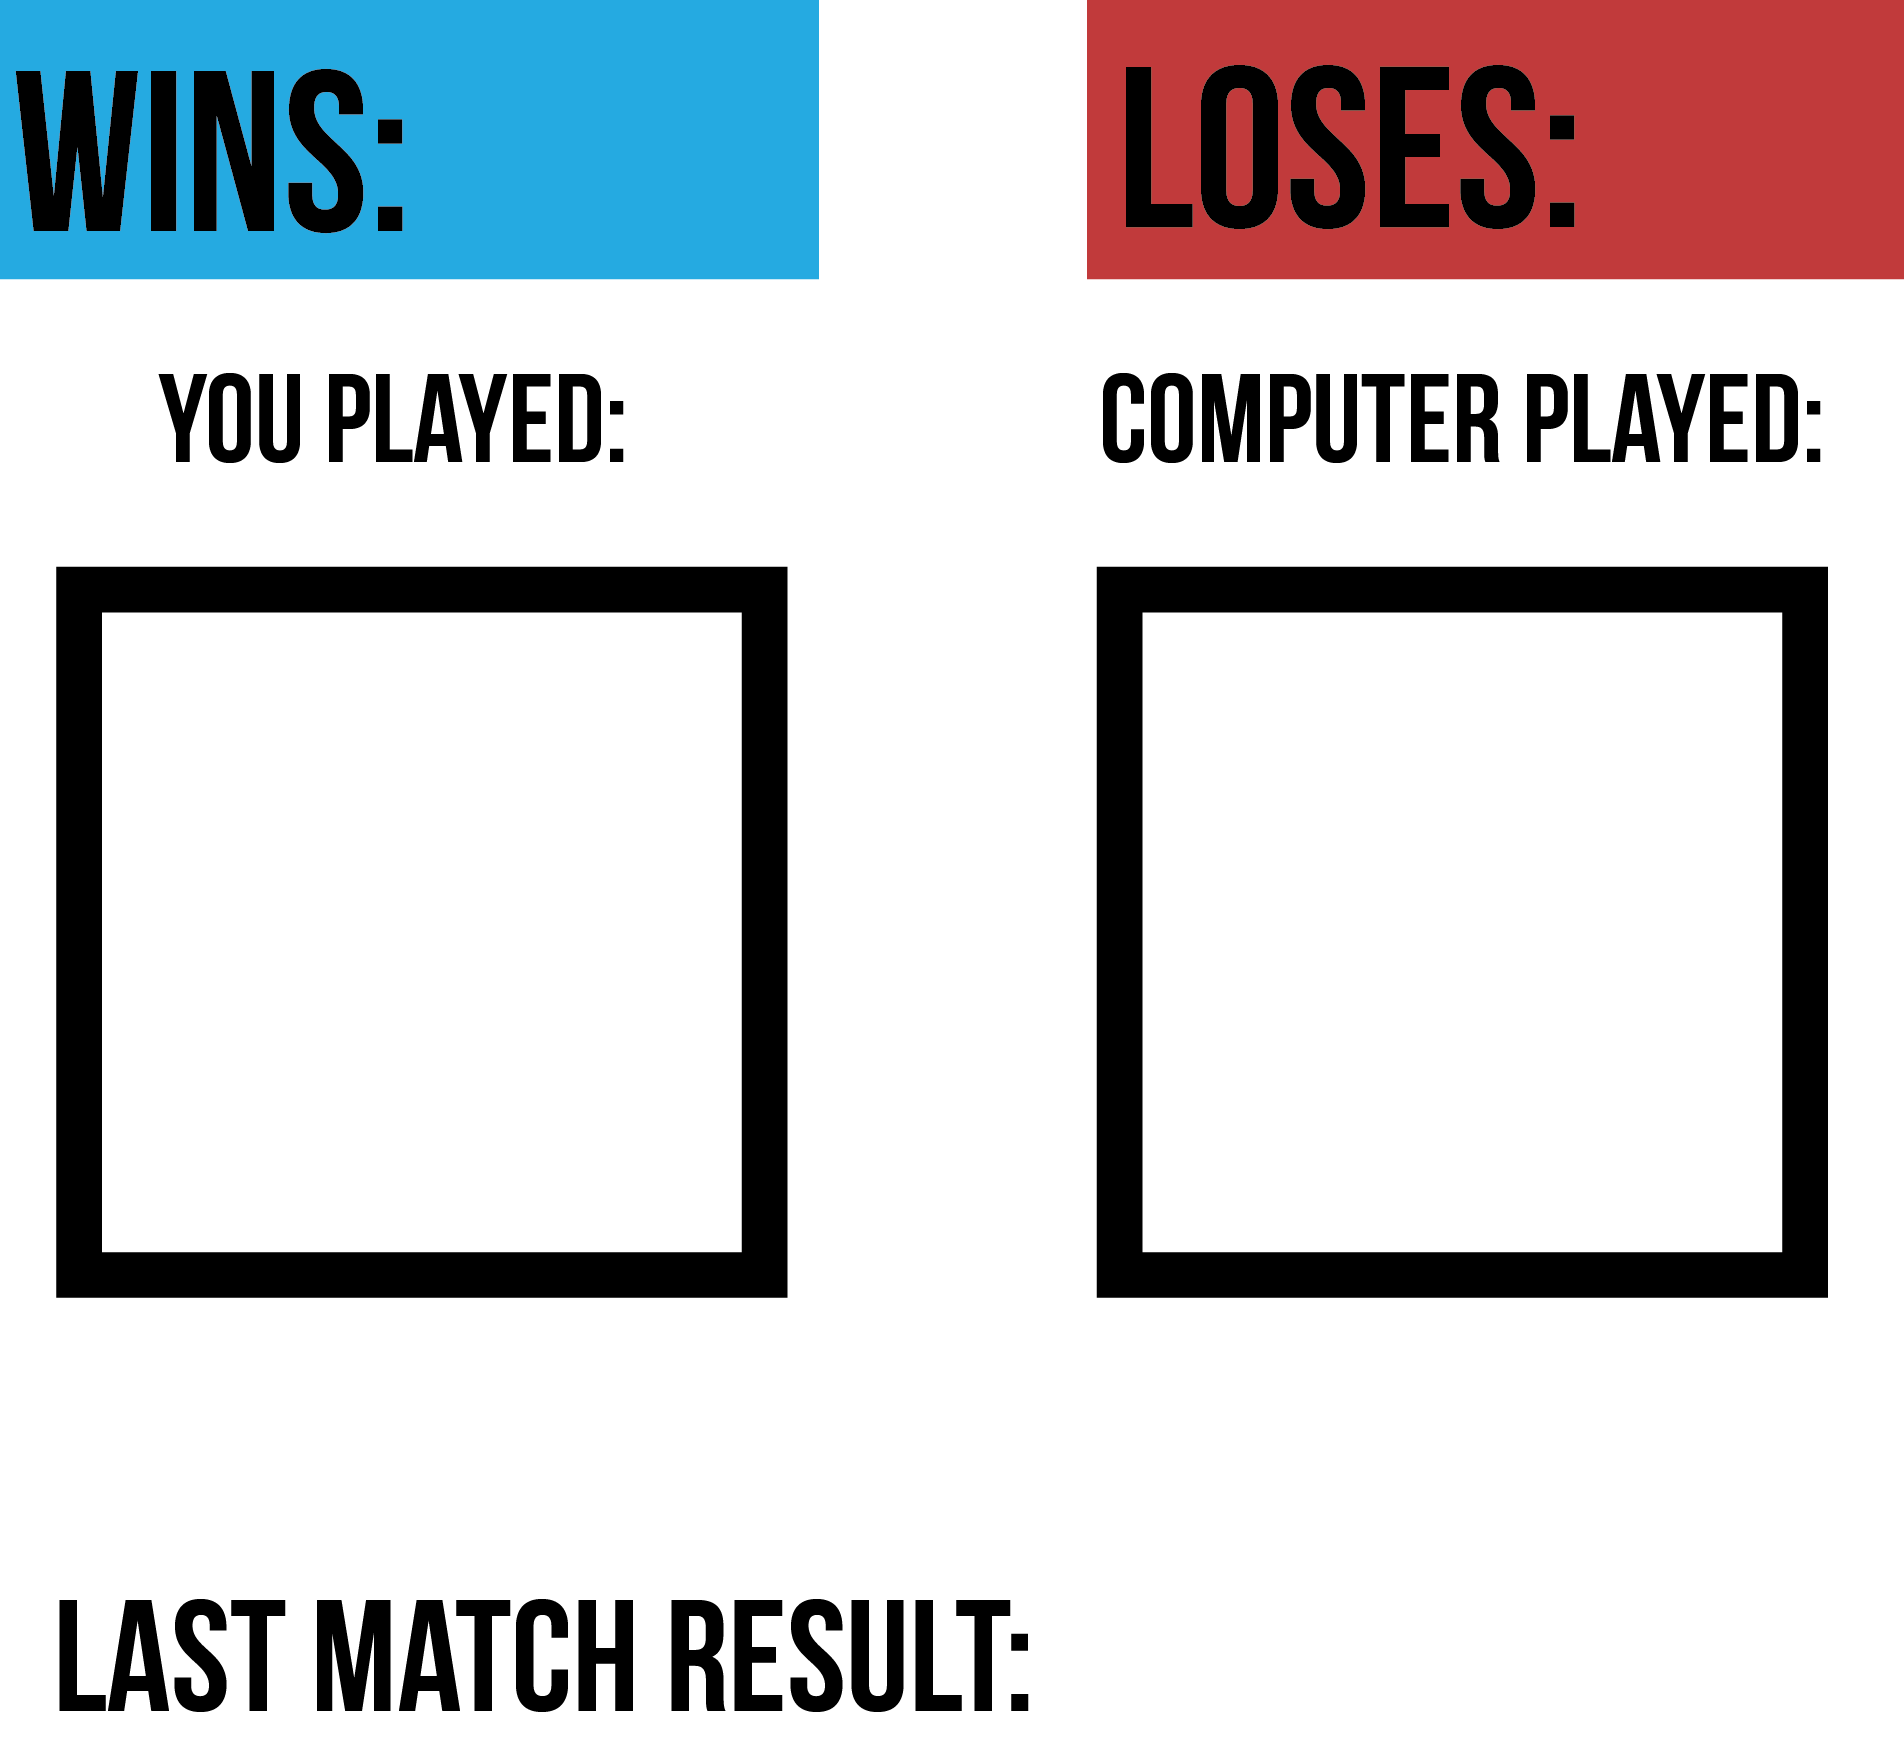 WINS:
LOSES:
YOU PLAYED:
COMPUTER PLAYED:
LAST MATCH RESULT: